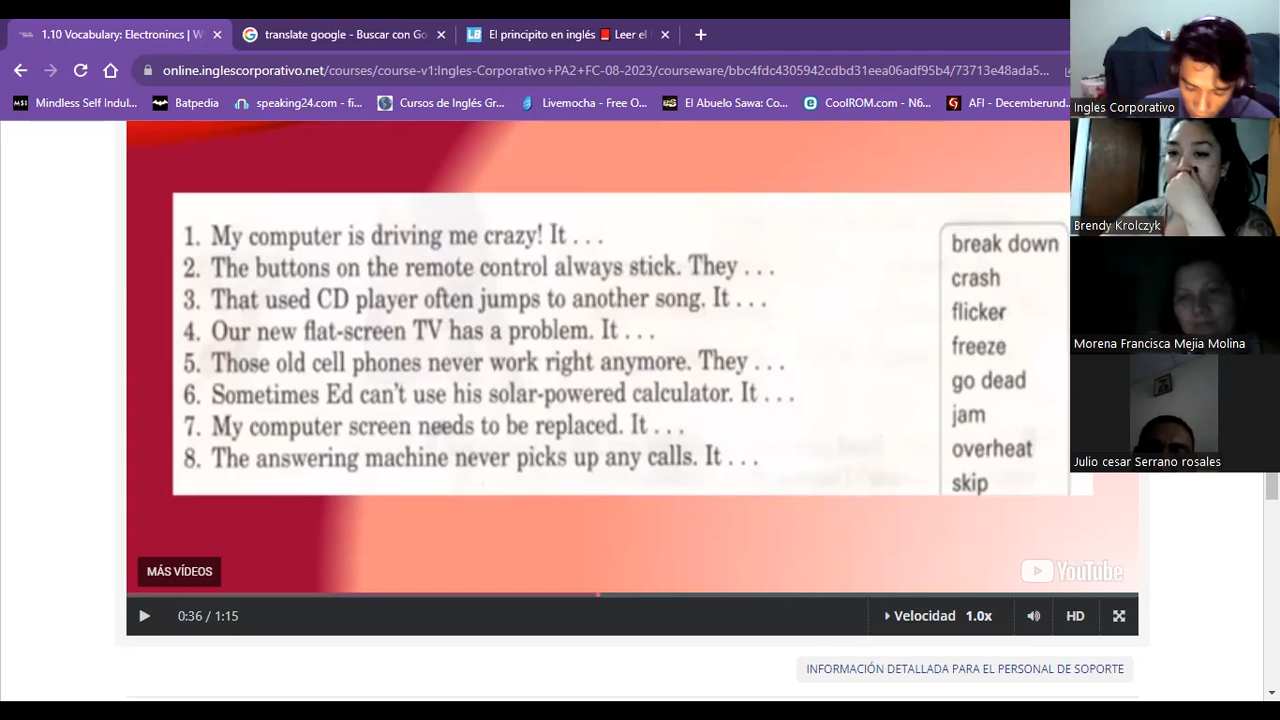 1.10 Vocabulary: Electronincs | W
translate google - Buscar con Go
LB El principito en inglés Leer el
online.inglescorporativo.net/courses/course-v1:Ingles-Corporativo+PA2+FC-08-2023/courseware/bbc4fdc4305942cdbd31eea06adf95b4/73713e48ada5...
Mindless Self Indul... Batpedia speaking24.com - fi... Cursos de Inglés Gr... Livemocha - Free O... El Abuelo Sawa: Co... CoolROM.com - N6... AFI - Decemberund...
Ingles Corporativo
Brendy Krolczyk
Morena Francisca Mejia Molina
Julio cesar Serrano rosales
1. My computer is driving me crazy! It . . .
2. The buttons on the remote control always stick. They . . .
3. That used CD player often jumps to another song. It . . .
4. Our new flat-screen TV has a problem. It . . .
5. Those old cell phones never work right anymore. They . . .
6. Sometimes Ed can't use his solar-powered calculator. It . . .
7. My computer screen needs to be replaced. It . . .
8. The answering machine never picks up any calls. It . . .
break down
crash
flicker
freeze
go dead
jam
overheat
skip
MÁS VÍDEOS
YouTube
0:36 / 1:15
Velocidad 1.0x
HD
INFORMACIÓN DETALLADA PARA EL PERSONAL DE SOPORTE